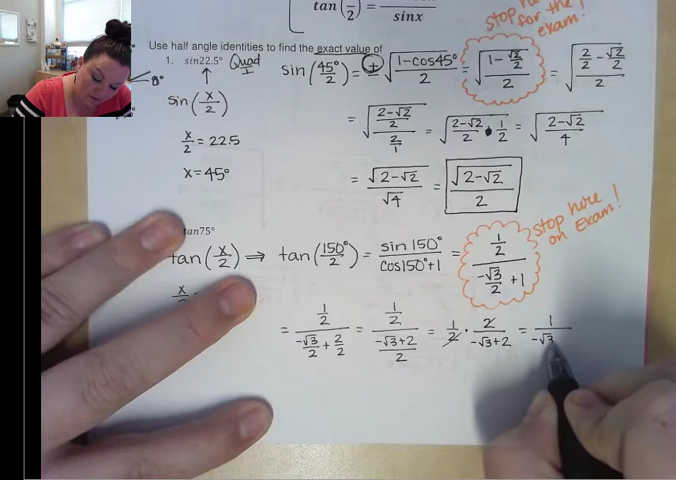 tan(—/2) = —/sinx
stop here for the exam!
Use half angle identities to find the exact value of
1. sin22.5° Quad I
sin(45°/2) = + √((1-cos45°)/2) = √((1-√2/2)/2) = √((2/2-√2/2)/2)
sin(x/2)
= √(((2-√2)/2)/(2/1)) = √((2-√2)/2 • 1/2) = √((2-√2)/4)
x/2 = 22.5
x = 45°
= √(2-√2)/√4 = √(2-√2)/2
stop here on Exam!
tan75°
tan(x/2) ⇒ tan(150°/2) = sin150°/(cos150°+1) = (1/2)/(-√3/2 + 1)
x/2
= (1/2)/(-√3/2 + 2/2) = (1/2)/((-√3+2)/2) = 1/2 · 2/(-√3+2) = 1/(-√3